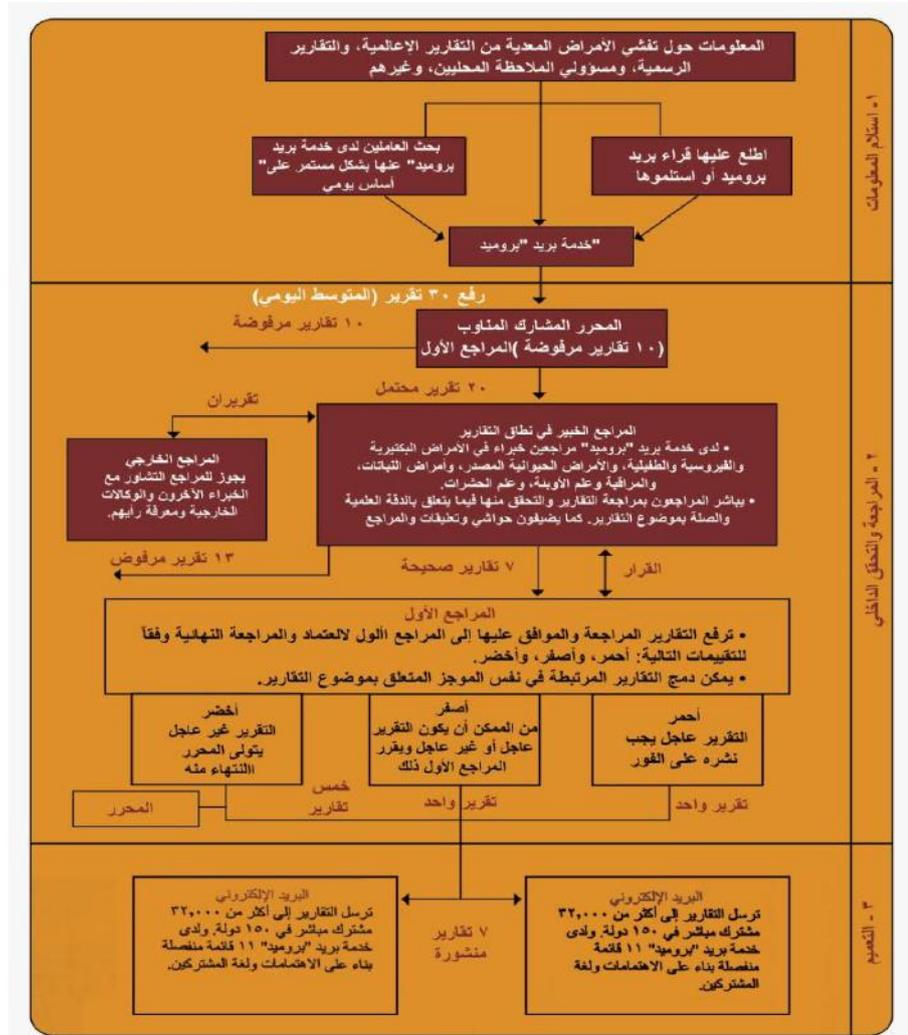 المعلومات حول تفشي الأمراض المعدية من التقارير الإعالمية، والتقارير
الرسمية، ومسؤولي الملاحظة المحليين، وغيرهم
١- استلام المعلومات
اطلع عليها قراء بريد
بروميد أو استلموها
بحث العاملين لدى خدمة بريد
بروميد" عنها بشكل مستمر على"
أساس يومي
"خدمة بريد "بروميد
رفع ٣٠ تقرير (المتوسط اليومي)
المحرر المشارك المناوب
(١٠ تقارير مرفوضة )المراجع الأول
١٠ تقارير مرفوضة
٢٠ تقرير محتمل
٢ - المراجعة والتحقق الداخلي
المراجع الخبير في نطاق التقارير
• لدى خدمة بريد "بروميد" مراجعين خبراء في الأمراض البكتيرية
والفيروسية والطفيلية، والأمراض الحيوانية المصدر، وأمراض النباتات،
والمراقبة وعلم الأوبئة، وعلم الحشرات.
• يباشر المراجعون بمراجعة التقارير والتحقق منها فيما يتعلق بالدقة العلمية
والصلة بموضوع التقارير. كما يضيفون حواشي وتعليقات والمراجع
تقريران
المراجع الخارجي
يجوز للمراجع التشاور مع
الخبراء الآخرون والوكالات
الخارجية ومعرفة رأيهم.
١٣ تقرير مرفوض
٧ تقارير صحيحة
القرار
المراجع الأول
• ترفع التقارير المراجعة والموافق عليها إلى المراجع األول لالعتماد والمراجعة النهائية وفقاً
للتقييمات التالية: أحمر، وأصفر، وأخضر.
• يمكن دمج التقارير المرتبطة في نفس الموجز المتعلق بموضوع التقارير.
أحمر
التقرير عاجل يجب
نشره على الفور
أصفر
من الممكن أن يكون التقرير
عاجل أو غير عاجل ويقرر
المراجع الأول ذلك
أخضر
التقرير غير عاجل
يتولى المحرر
االنتهاء منه
تقرير واحد
تقرير واحد
خمس
تقارير
المحرر
٣ - التعميم
البريد الإلكتروني
ترسل التقارير إلى أكثر من ٣٢,٠٠٠
مشترك مباشر في ١٥٠ دولة. ولدى
خدمة بريد "بروميد" ١١ قائمة
منفصلة بناء على الاهتمامات ولغة
المشتركين.
٧ تقارير
منشورة
البريد الإلكتروني
ترسل التقارير إلى أكثر من ٣٢,٠٠٠
مشترك مباشر في ١٥٠ دولة. ولدى
خدمة بريد "بروميد" ١١ قائمة منفصلة
بناء على الاهتمامات ولغة المشتركين.